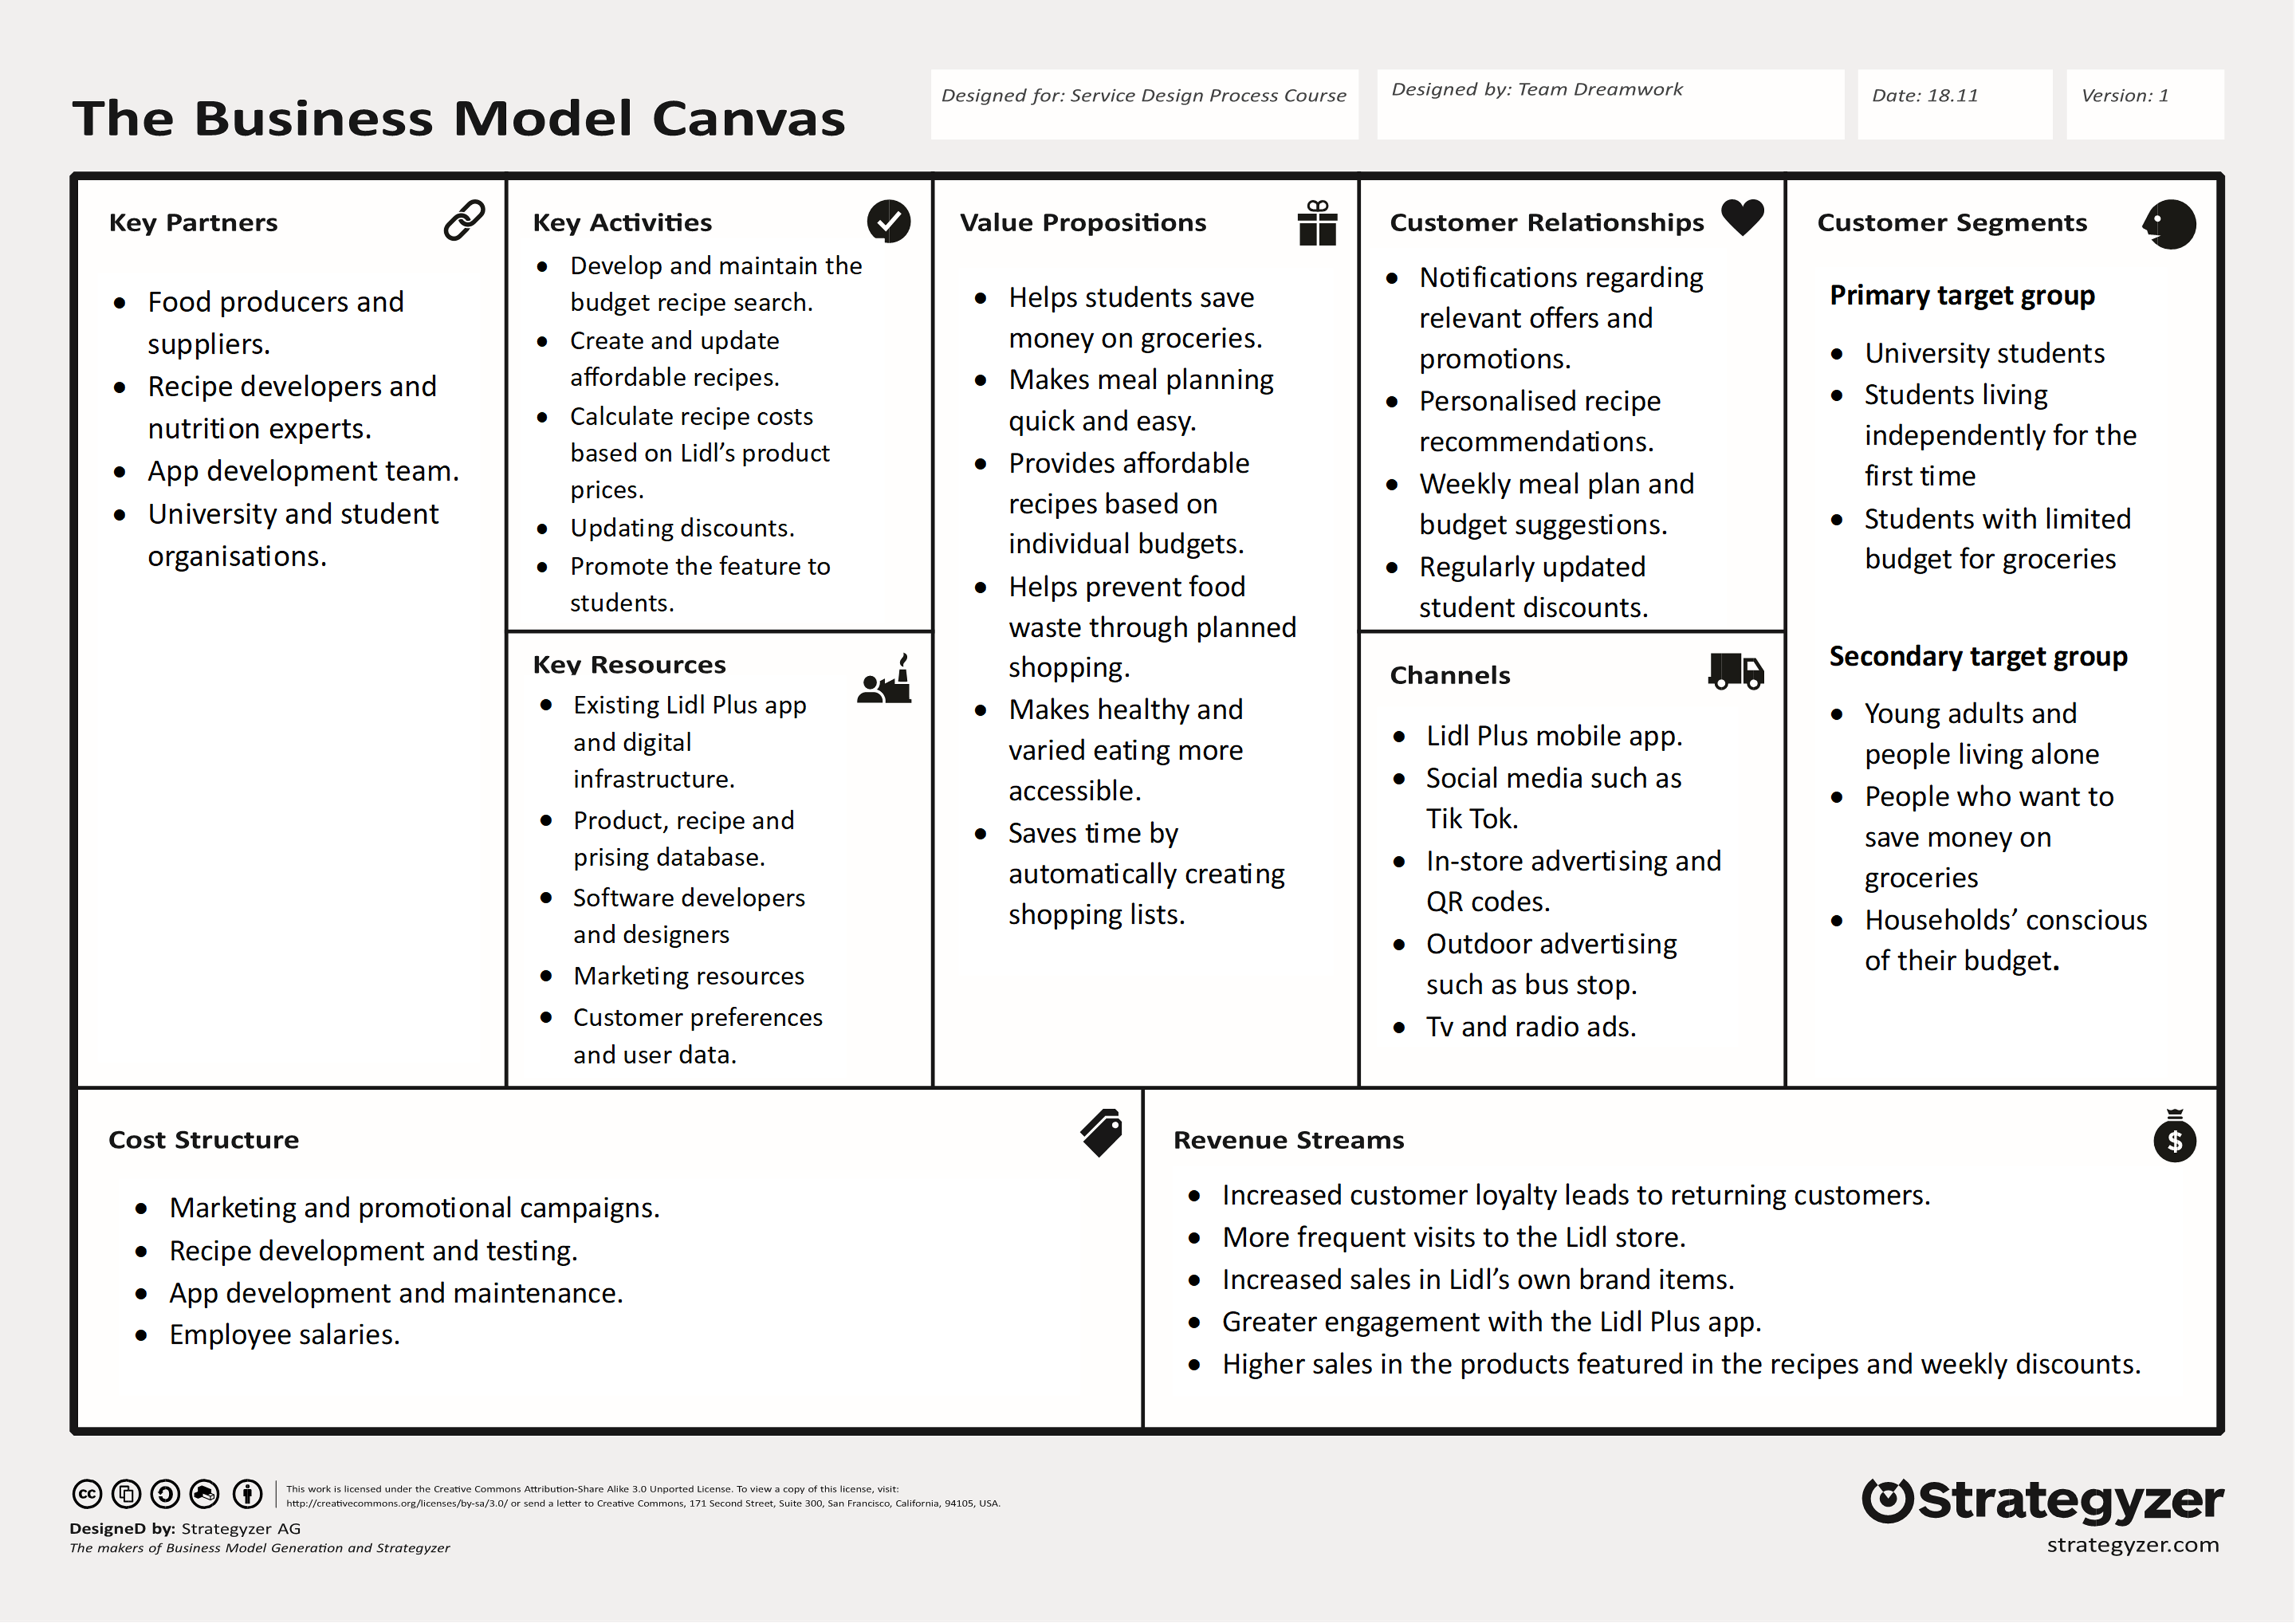 The Business Model Canvas
Designed for: Service Design Process Course
Designed by: Team Dreamwork
Date: 18.11
Version: 1
Key Partners
● Food producers and
suppliers.
● Recipe developers and
nutrition experts.
● App development team.
● University and student
organisations.
Key Activities
● Develop and maintain the
budget recipe search.
● Create and update
affordable recipes.
● Calculate recipe costs
based on Lidl’s product
prices.
● Updating discounts.
● Promote the feature to
students.
Key Resources
● Existing Lidl Plus app
and digital
infrastructure.
● Product, recipe and
prising database.
● Software developers
and designers
● Marketing resources
● Customer preferences
and user data.
Value Propositions
● Helps students save
money on groceries.
● Makes meal planning
quick and easy.
● Provides affordable
recipes based on
individual budgets.
● Helps prevent food
waste through planned
shopping.
● Makes healthy and
varied eating more
accessible.
● Saves time by
automatically creating
shopping lists.
Customer Relationships
● Notifications regarding
relevant offers and
promotions.
● Personalised recipe
recommendations.
● Weekly meal plan and
budget suggestions.
● Regularly updated
student discounts.
Channels
● Lidl Plus mobile app.
● Social media such as
Tik Tok.
● In-store advertising and
QR codes.
● Outdoor advertising
such as bus stop.
● Tv and radio ads.
Customer Segments
Primary target group
● University students
● Students living
independently for the
first time
● Students with limited
budget for groceries
Secondary target group
● Young adults and
people living alone
● People who want to
save money on
groceries
● Households’ conscious
of their budget.
Cost Structure
● Marketing and promotional campaigns.
● Recipe development and testing.
● App development and maintenance.
● Employee salaries.
Revenue Streams
$
● Increased customer loyalty leads to returning customers.
● More frequent visits to the Lidl store.
● Increased sales in Lidl’s own brand items.
● Greater engagement with the Lidl Plus app.
● Higher sales in the products featured in the recipes and weekly discounts.
cc
This work is licensed under the Creative Commons Attribution-Share Alike 3.0 Unported License. To view a copy of this license, visit:
http://creativecommons.org/licenses/by-sa/3.0/ or send a letter to Creative Commons, 171 Second Street, Suite 300, San Francisco, California, 94105, USA.
DesigneD by: Strategyzer AG
The makers of Business Model Generation and Strategyzer
Strategyzer
strategyzer.com